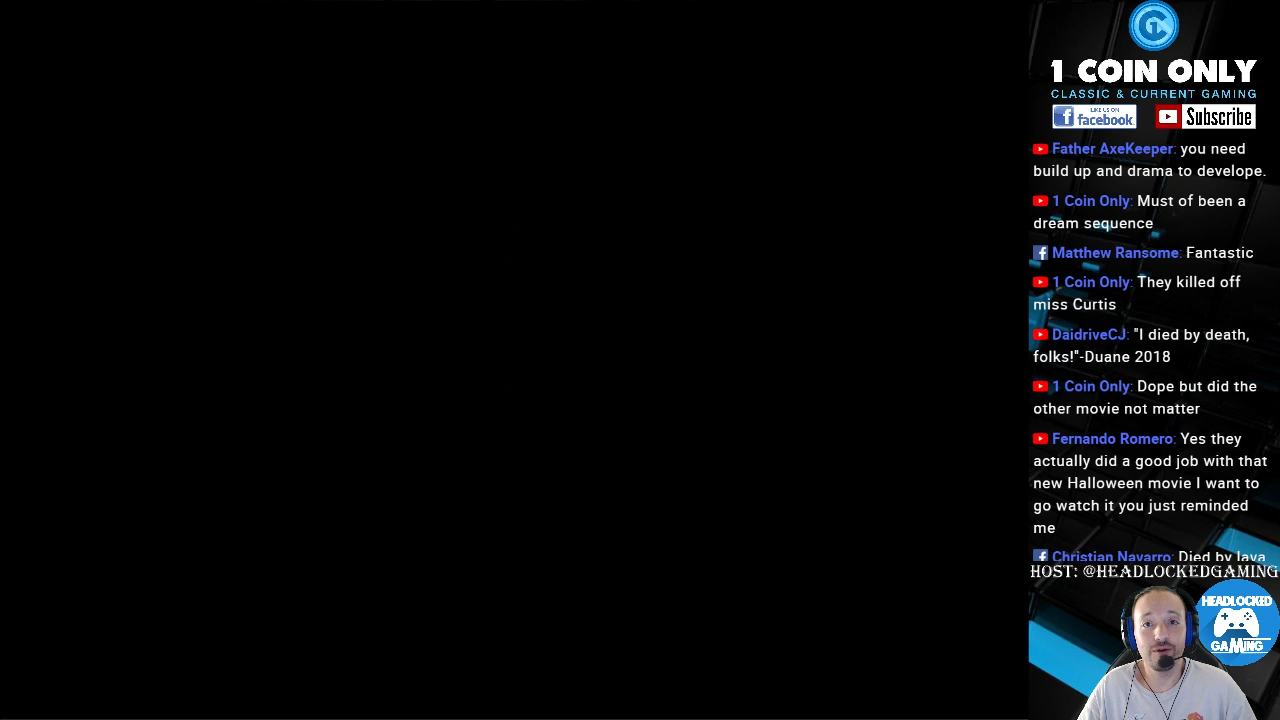 1 COIN ONLY
CLASSIC & CURRENT GAMING
LIKE US ON
facebook.
Subscribe
Father AxeKeeper: you need
build up and drama to develope.
1 Coin Only: Must of been a
dream sequence
Matthew Ransome: Fantastic
1 Coin Only: They killed off
miss Curtis
DaidriveCJ: "I died by death,
folks!"-Duane 2018
1 Coin Only: Dope but did the
other movie not matter
Fernando Romero: Yes they
actually did a good job with that
new Halloween movie I want to
go watch it you just reminded
me
Christian Navarro: Died by lava
HOST: @HEADLOCKEDGAMING
HEADLOCKED
GAMING